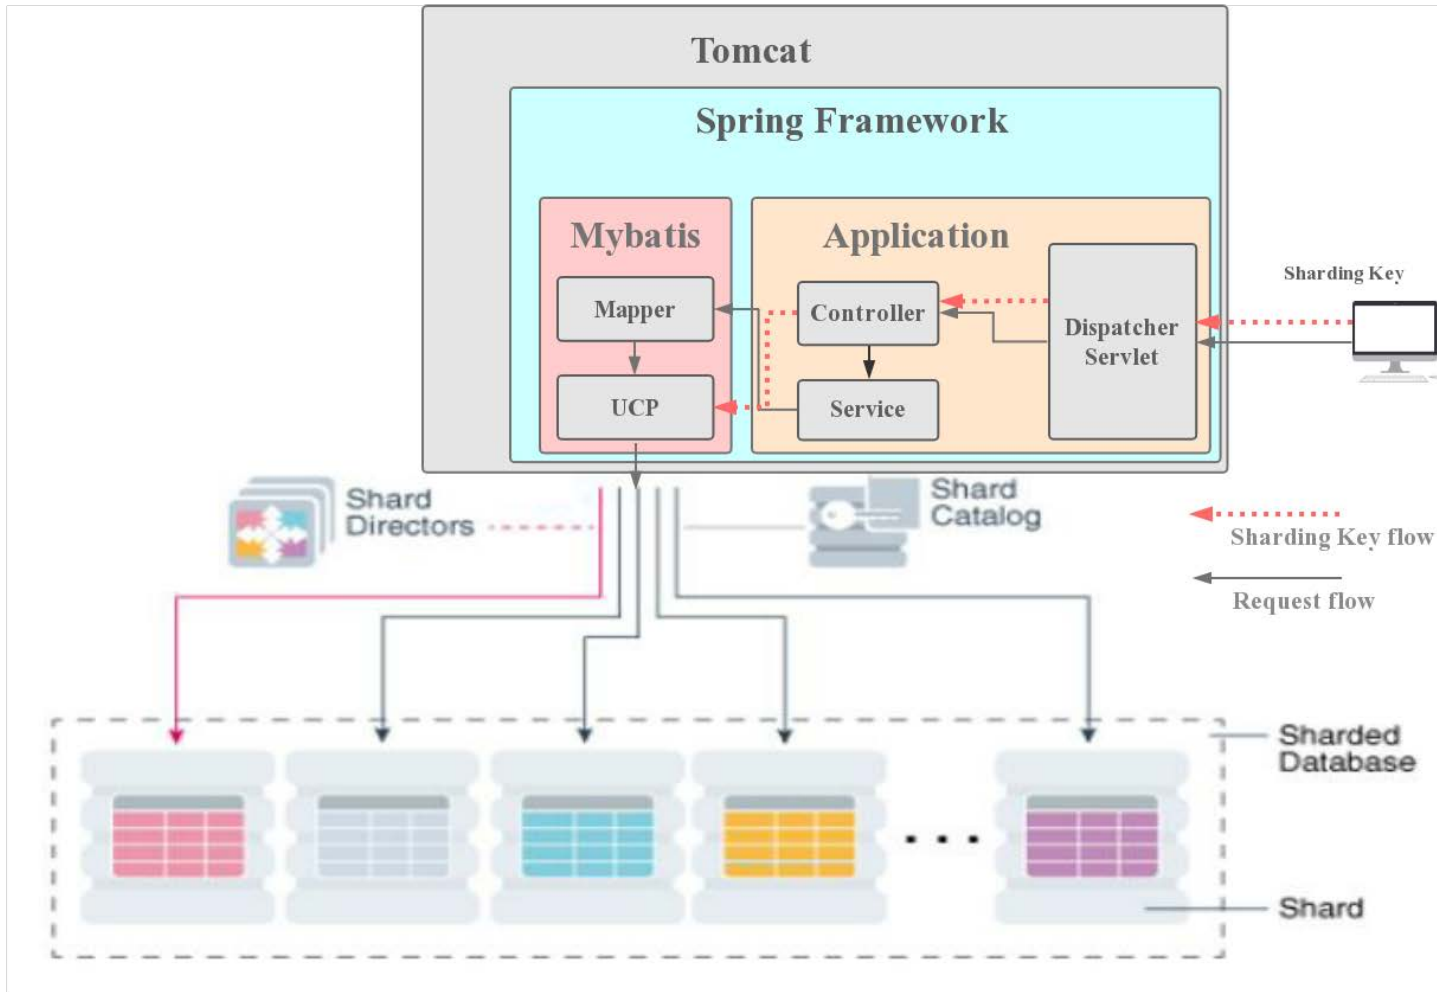 Tomcat
Spring Framework
Mybatis
Application
Mapper
Controller
Dispatcher
Servlet
Sharding Key
UCP
Service
Shard
Directors
Shard
Catalog
Sharding Key flow
Request flow
Sharded
Database
Shard